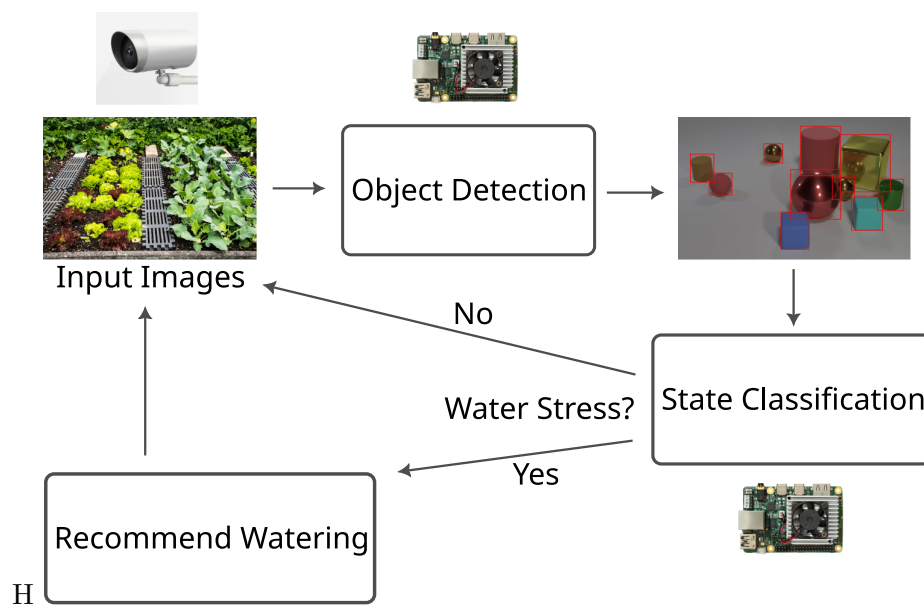 Object Detection
Input Images
No
State Classification
Water Stress?
Yes
Recommend Watering
H